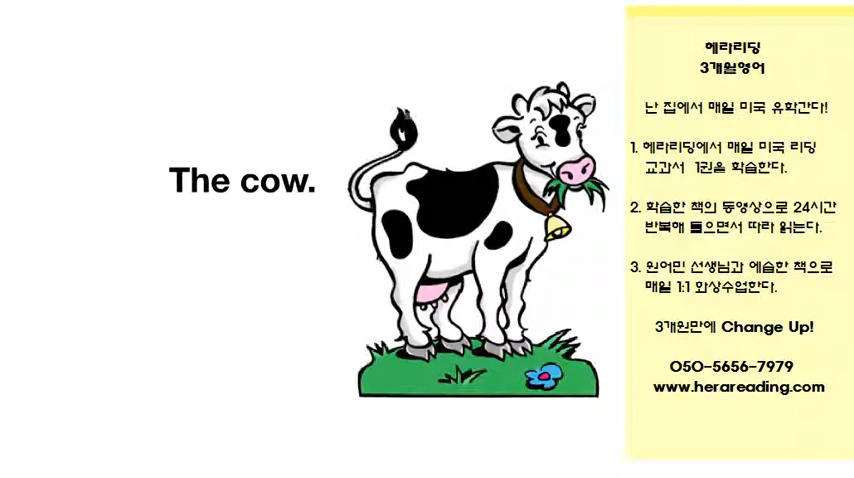 The cow.
헤라리딩
3개월영어
난 집에서 매일 미국 유학간다!
1. 헤라리딩에서 매일 미국 리딩
교과서 1권을 학습한다.
2. 학습한 책의 동영상으로 24시간
반복해 들으면서 따라 읽는다.
3. 원어민 선생님과 예습한 책으로
매일 1:1 화상수업한다.
3개월만에 Change Up!
050-5656-7979
www.herareading.com